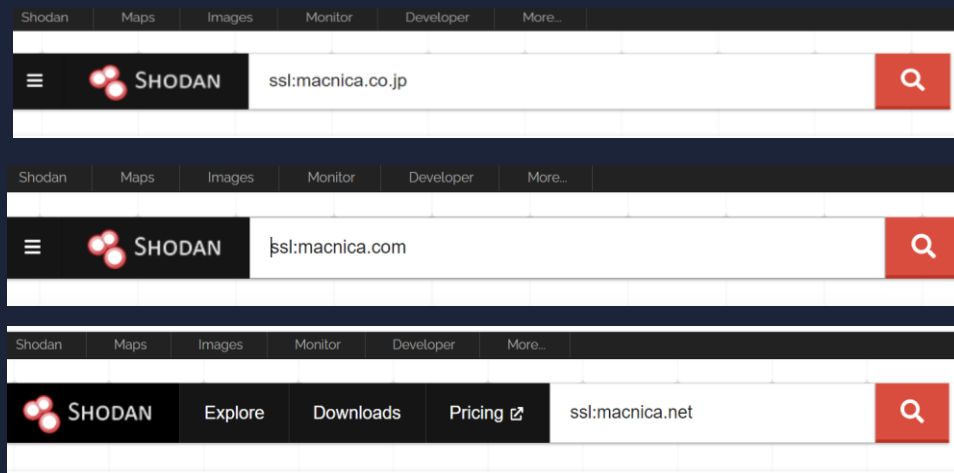 Shodan Maps Images Monitor Developer More...
SHODAN ssl:macnica.co.jp
Shodan Maps Images Monitor Developer More...
SHODAN ssl:macnica.com
Shodan Maps Images Monitor Developer More...
SHODAN Explore Downloads Pricing ssl:macnica.net